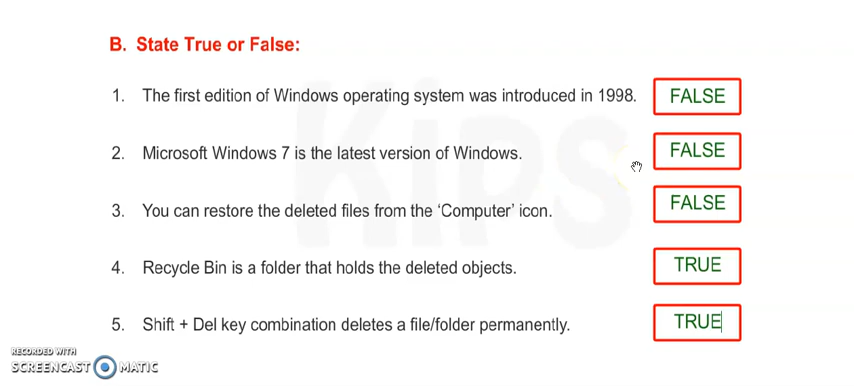 B. State True or False:
1. The first edition of Windows operating system was introduced in 1998. FALSE
2. Microsoft Windows 7 is the latest version of Windows. FALSE
3. You can restore the deleted files from the ‘Computer’ icon. FALSE
4. Recycle Bin is a folder that holds the deleted objects. TRUE
5. Shift + Del key combination deletes a file/folder permanently. TRUE
Kips
RECORDED WITH
SCREENCAST MATIC